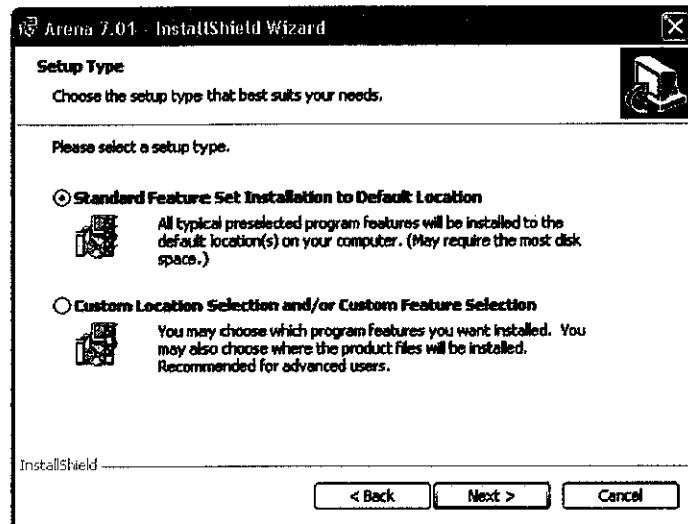 Arena 7.01 - InstallShield Wizard
Setup Type
Choose the setup type that best suits your needs.
Please select a setup type.
Standard Feature Set Installation to Default Location
All typical preselected program features will be installed to the
default location(s) on your computer. (May require the most disk
space.)
Custom Location Selection and/or Custom Feature Selection
You may choose which program features you want installed. You
may also choose where the product files will be installed.
Recommended for advanced users.
InstallShield
< Back
Next >
Cancel